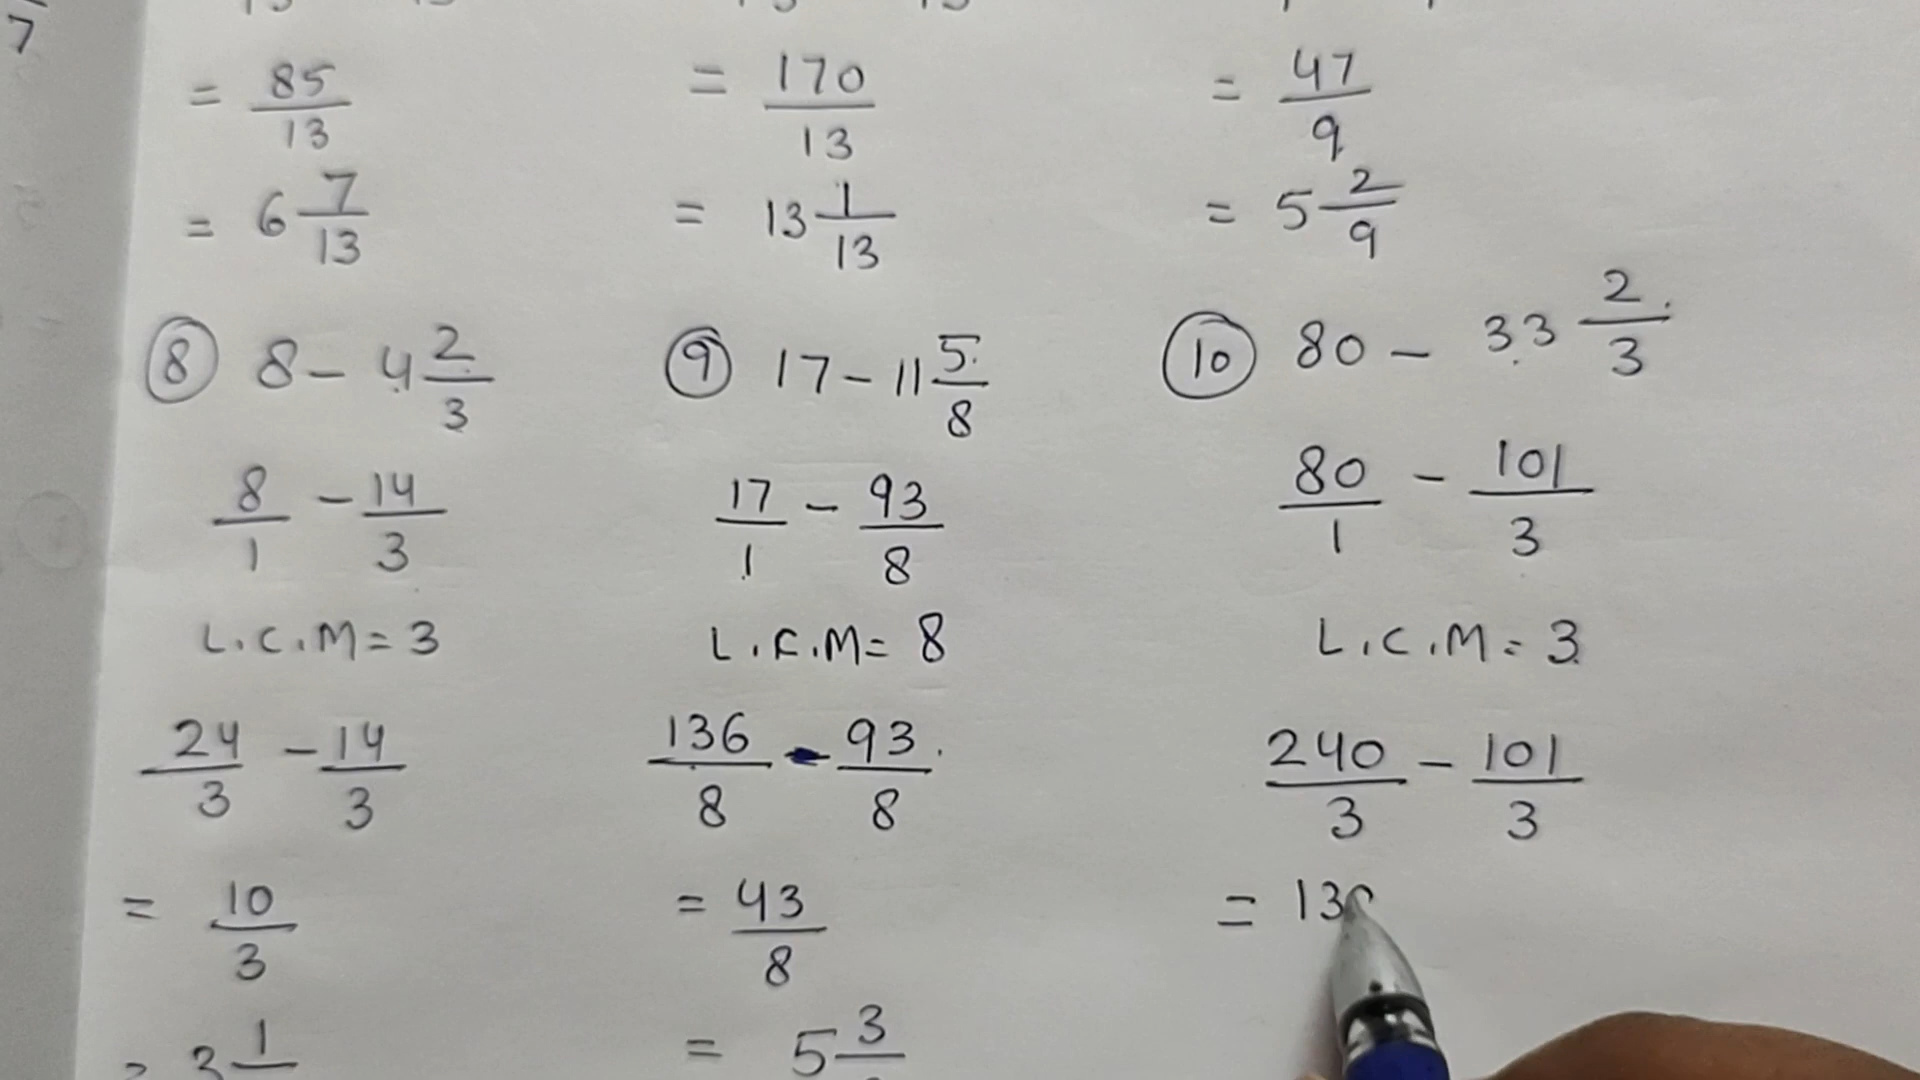 7
= 85/13
= 6 7/13
= 170/13
= 13 1/13
= 47/9
= 5 2/9
8 8 - 4 2/3
8/1 - 14/3
L.C.M = 3
24/3 - 14/3
= 10/3
= 3 1
9 17 - 11 5/8
17/1 - 93/8
L.C.M = 8
136/8 - 93/8
= 43/8
= 5 3
10 80 - 33 2/3
80/1 - 101/3
L.C.M = 3
240/3 - 101/3
= 13